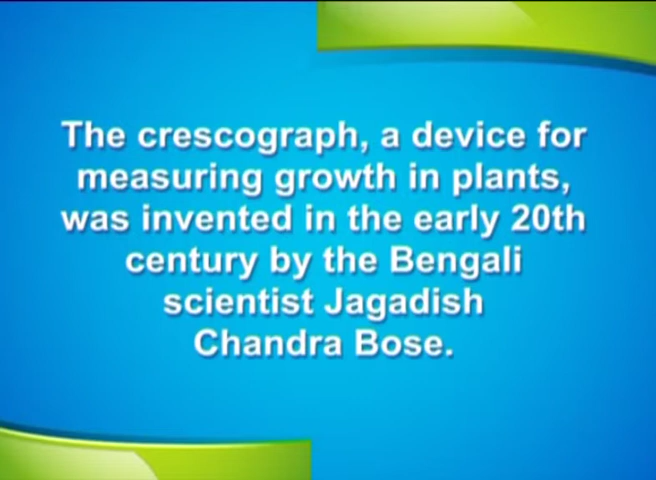 The crescograph, a device for
measuring growth in plants,
was invented in the early 20th
century by the Bengali
scientist Jagadish
Chandra Bose.